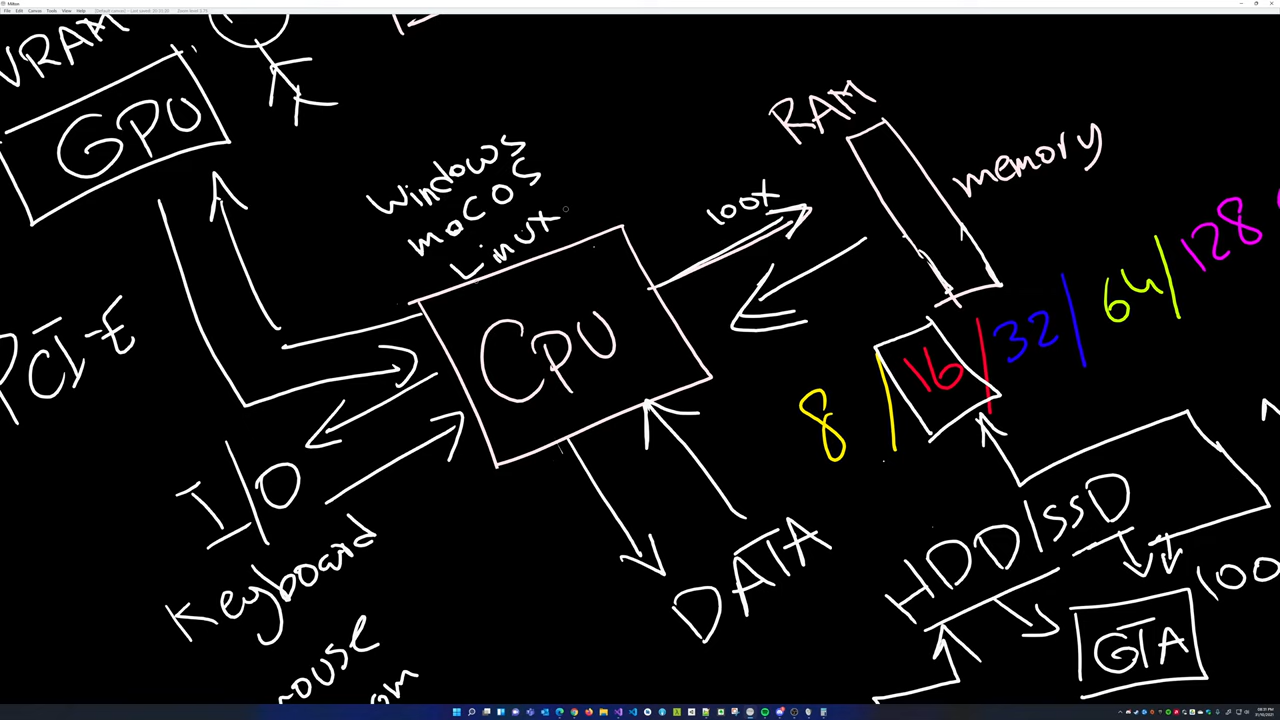 VRAM
GPU
Windows
macOS
Linux
100x
RAM
memory
PCI-E
CPU
8 / 16 / 32 / 64 / 128
I/O
Keyboard
mouse
DATA
HDD/SSD
100
GTA